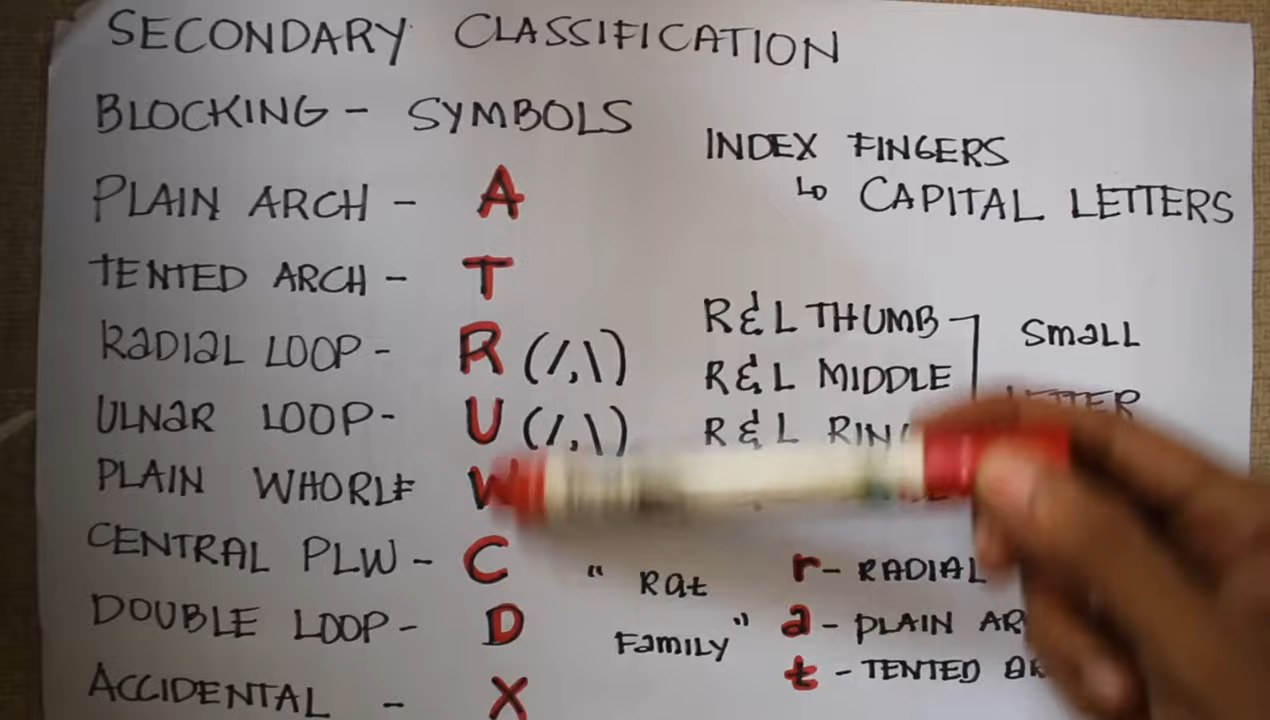 SECONDARY CLASSIFICATION
BLOCKING - SYMBOLS
PLAIN ARCH - A
TENTED ARCH - T
RADIAL LOOP - R (/,\)
ULNAR LOOP - U (/,\)
PLAIN WHORLE W
CENTRAL PLW - C
DOUBLE LOOP - D
ACCIDENTAL - X
INDEX FINGERS
↳ CAPITAL LETTERS
R & L THUMB
R & L MIDDLE
R & L
SMALL
LETTER
"RAT
FAMILY"
r - RADIAL
a - PLAIN
t - TENTED